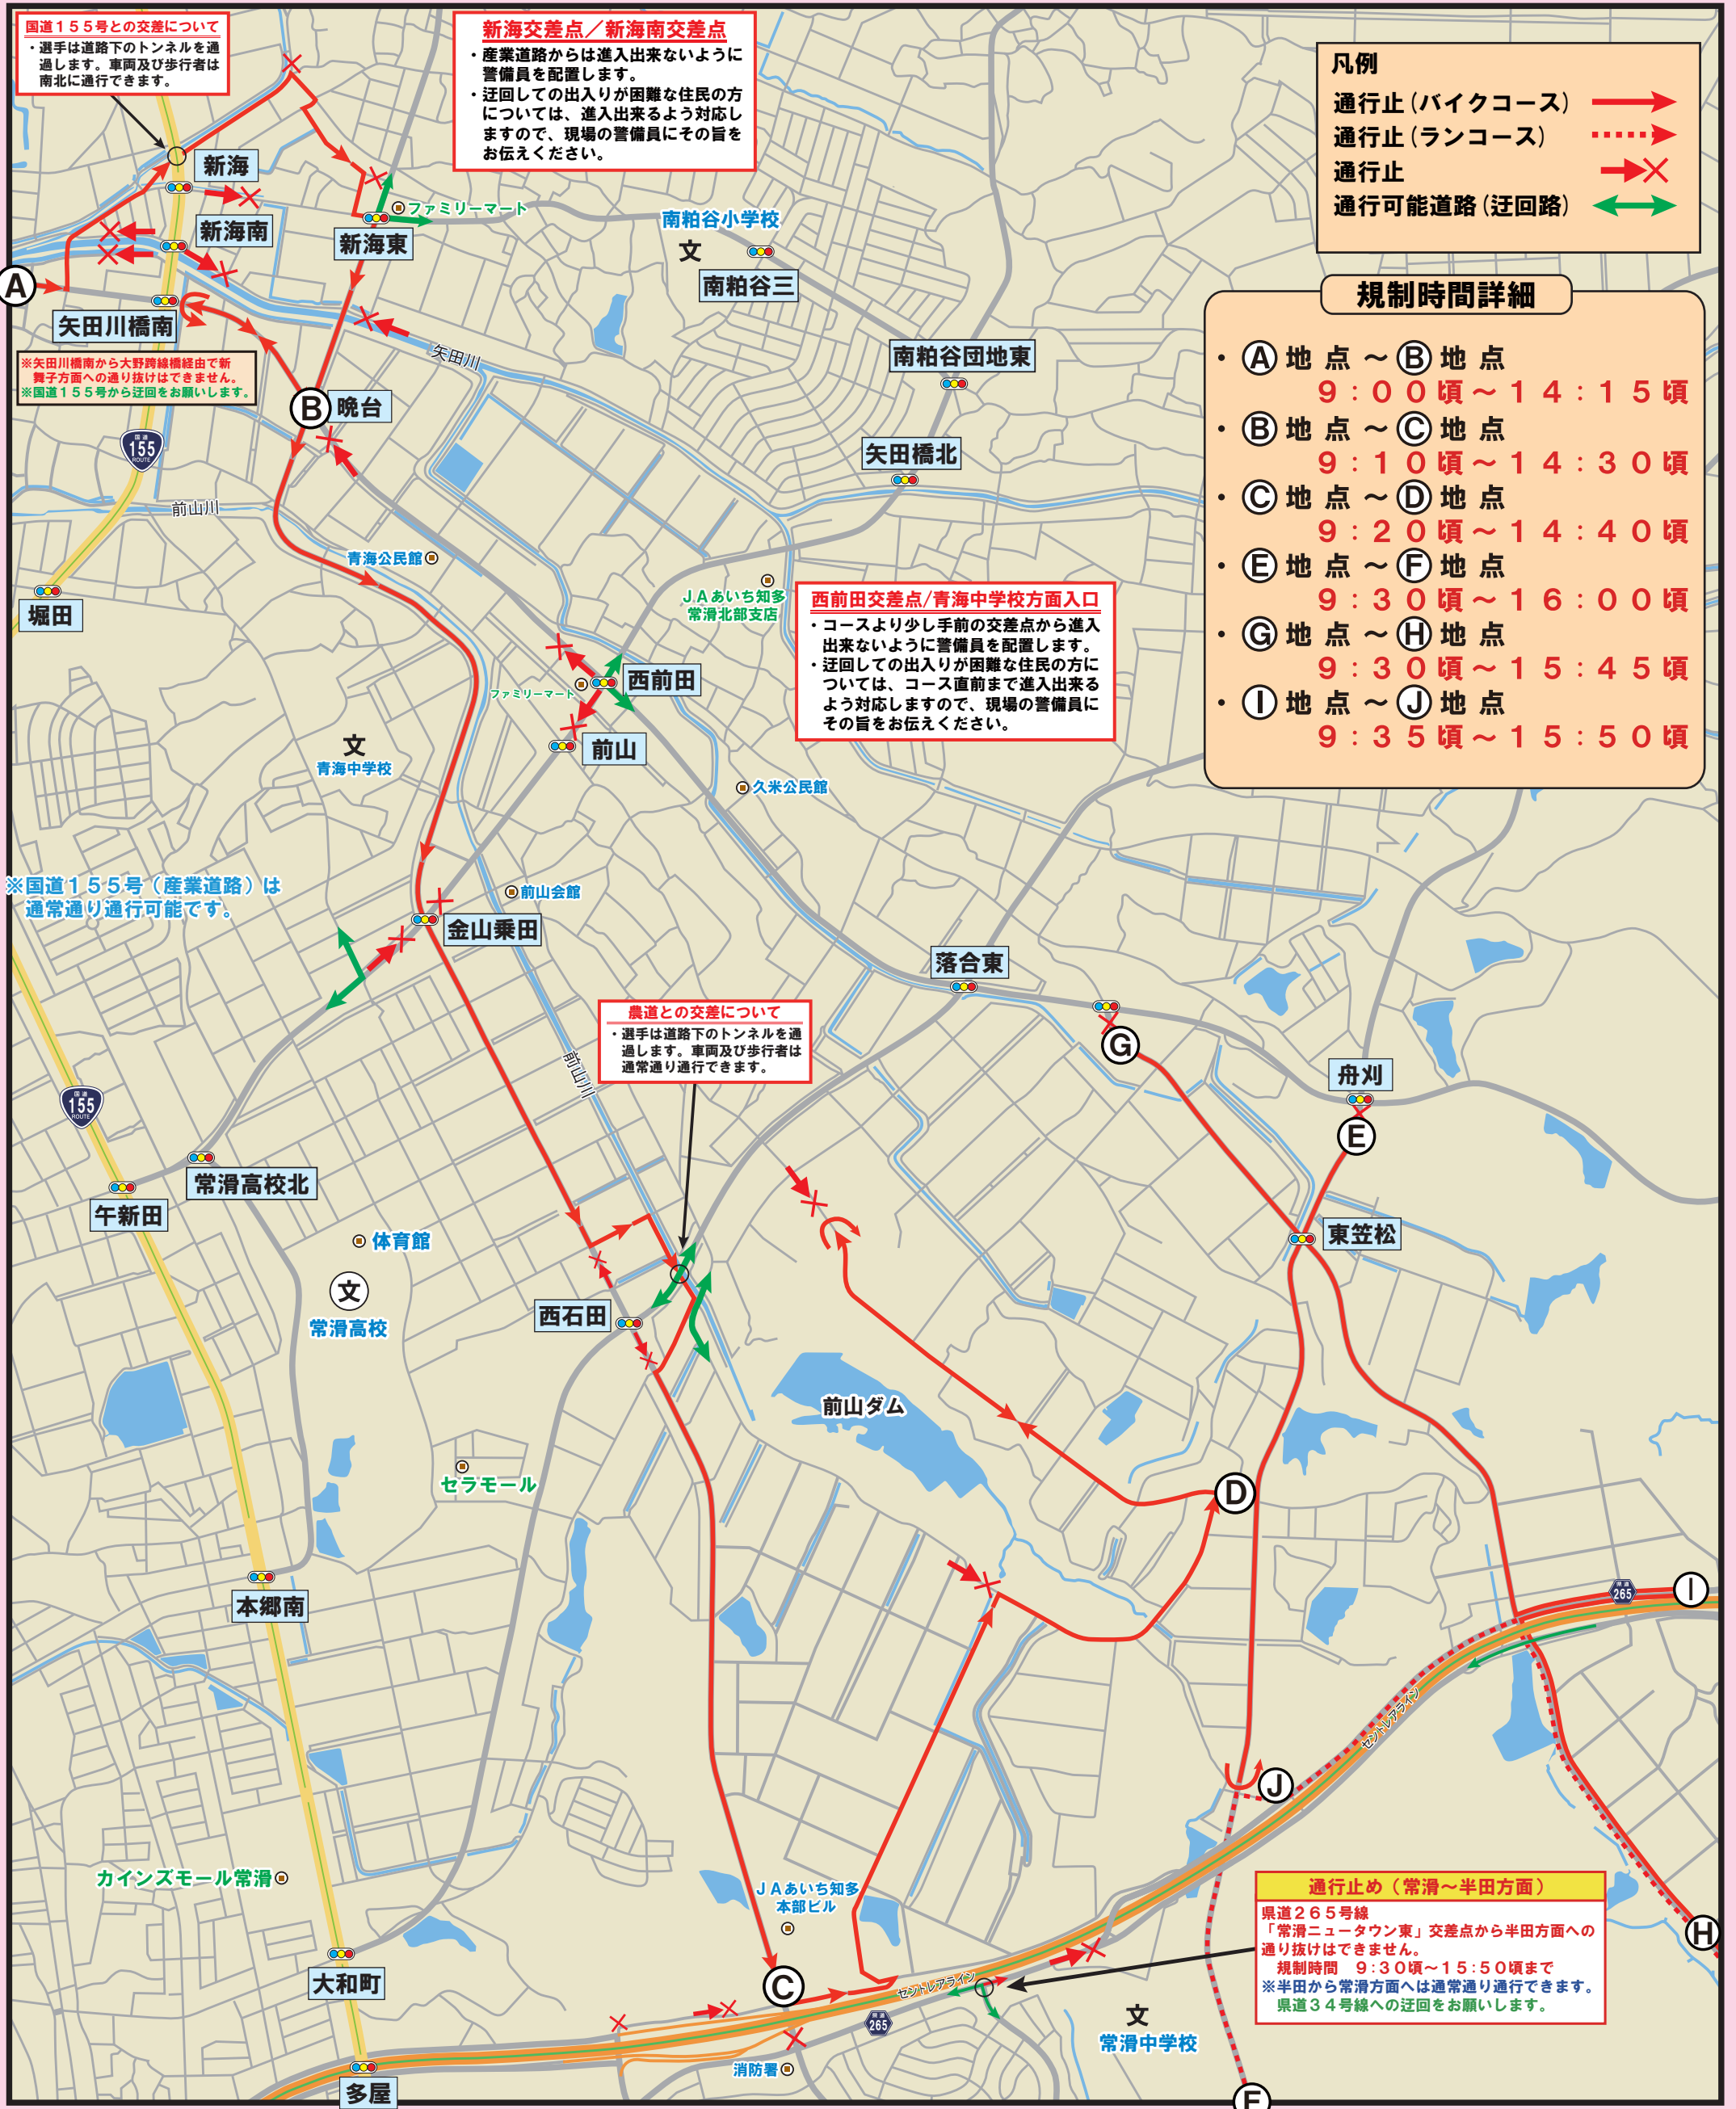 国道１５５号との交差について
・選手は道路下のトンネルを通
過します。車両及び歩行者は
南北に通行できます。
新海交差点／新海南交差点
・産業道路からは進入出来ないように
警備員を配置します。
・迂回しての出入りが困難な住民の方
については、進入出来るよう対応し
ますので、現場の警備員にその旨を
お伝えください。
凡例
通行止（バイクコース）
通行止（ランコース）
通行止
通行可能道路（迂回路）
規制時間詳細
・Ⓐ地点～Ⓑ地点
９：００頃～１４：１５頃
・Ⓑ地点～Ⓒ地点
９：１０頃～１４：３０頃
・Ⓒ地点～Ⓓ地点
９：２０頃～１４：４０頃
・Ⓔ地点～Ⓕ地点
９：３０頃～１６：００頃
・Ⓖ地点～Ⓗ地点
９：３０頃～１５：４５頃
・Ⓘ地点～Ⓙ地点
９：３５頃～１５：５０頃
新海
新海南
ファミリーマート
新海東
南粕谷小学校
文
南粕谷三
A
矢田川橋南
※矢田川橋南から大野跨線橋経由で新
舞子方面への通り抜けはできません。
※国道１５５号から迂回をお願いします。
矢田川
南粕谷団地東
B
晩台
国道
155
ROUTE
矢田橋北
前山川
青海公民館
堀田
ＪＡあいち知多
常滑北部支店
西前田交差点/青海中学校方面入口
・コースより少し手前の交差点から進入
出来ないように警備員を配置します。
・迂回しての出入りが困難な住民の方に
ついては、コース直前まで進入出来る
よう対応しますので、現場の警備員に
その旨をお伝えください。
西前田
ファミリーマート
前山
文
青海中学校
久米公民館
※国道１５５号（産業道路）は
通常通り通行可能です。
前山会館
金山乗田
落合東
農道との交差について
・選手は道路下のトンネルを通
過します。車両及び歩行者は
通常通り通行できます。
前山川
G
舟刈
E
国道
155
ROUTE
常滑高校北
午新田
体育館
文
常滑高校
東笠松
西石田
前山ダム
セラモール
D
本郷南
県道
265
I
セントレアライン
J
カインズモール常滑
ＪＡあいち知多
本部ビル
通行止め（常滑～半田方面）
県道２６５号線
「常滑ニュータウン東」交差点から半田方面への
通り抜けはできません。
規制時間　９:３０頃～１５:５０頃まで
※半田から常滑方面へは通常通り通行できます。
県道３４号線への迂回をお願いします。
H
大和町
C
セントレアライン
県道
265
文
常滑中学校
消防署
多屋
F